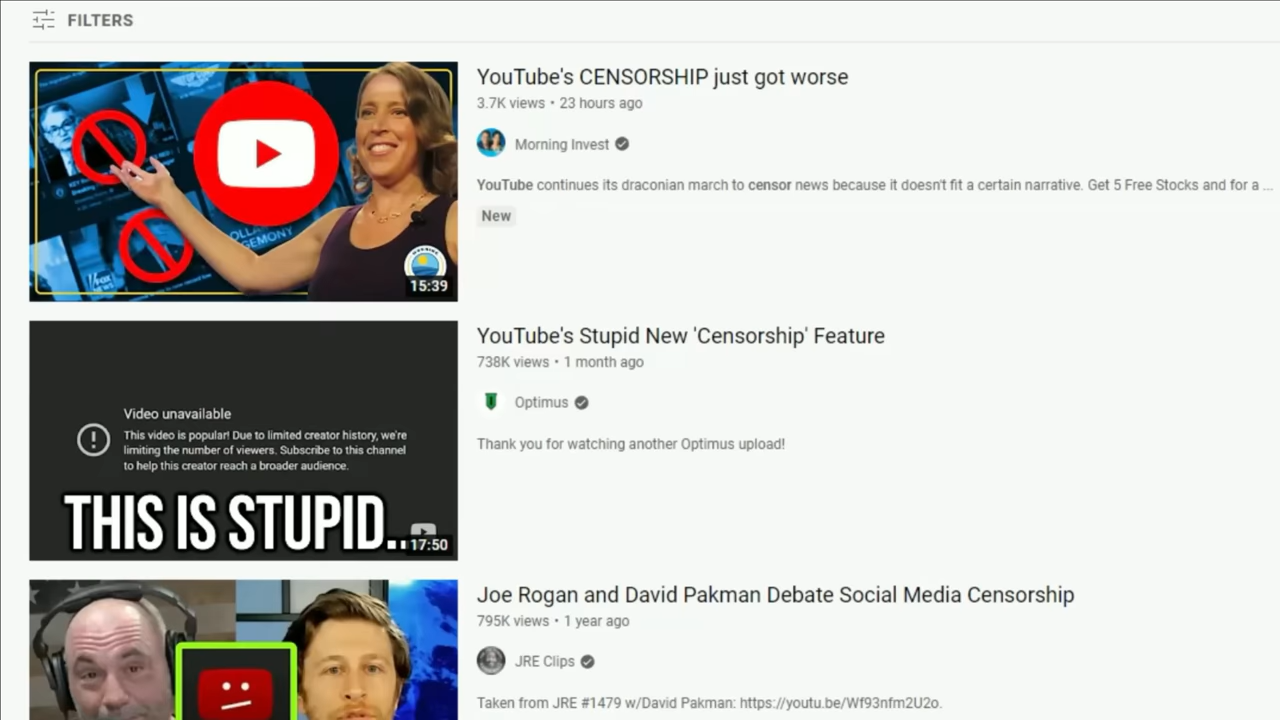 FILTERS
YouTube's CENSORSHIP just got worse
3.7K views • 23 hours ago
Morning Invest
YouTube continues its draconian march to censor news because it doesn't fit a certain narrative. Get 5 Free Stocks and for a ...
New
FOX
NEWS
15:39
YouTube's Stupid New 'Censorship' Feature
738K views • 1 month ago
Optimus
Thank you for watching another Optimus upload!
Video unavailable
This video is popular! Due to limited creator history, we're
limiting the number of viewers. Subscribe to this channel
to help this creator reach a broader audience.
THIS IS STUPID...
17:50
Joe Rogan and David Pakman Debate Social Media Censorship
795K views • 1 year ago
JRE Clips
Taken from JRE #1479 w/David Pakman: https://youtu.be/Wf93nfm2U2o.